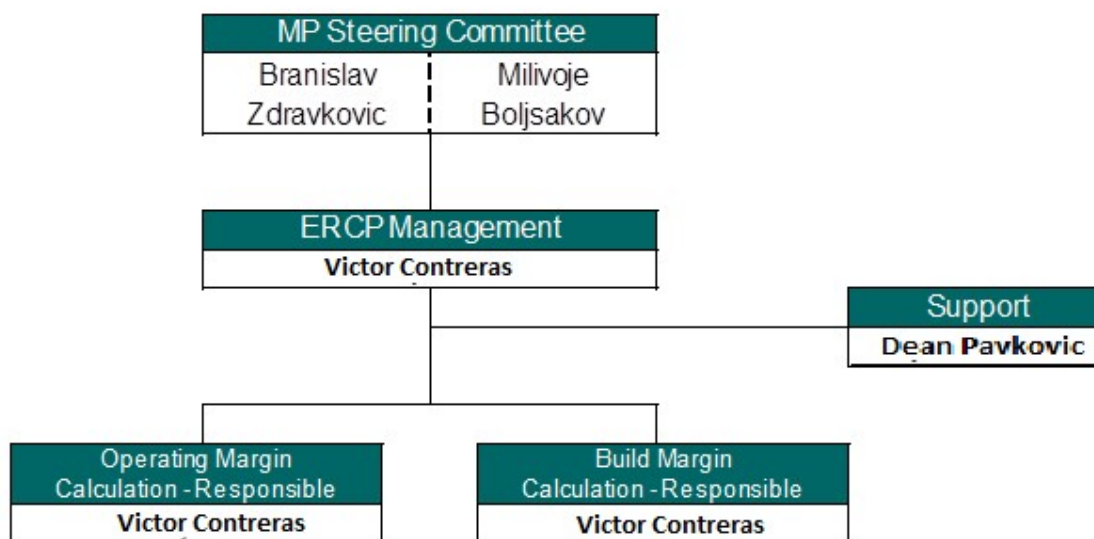 MP Steering Committee
Branislav Zdravkovic
Milivoje Boljsakov
ERCP Management
Victor Contreras
Support
Dean Pavkovic
Operating Margin
Calculation - Responsible
Victor Contreras
Build Margin
Calculation - Responsible
Victor Contreras